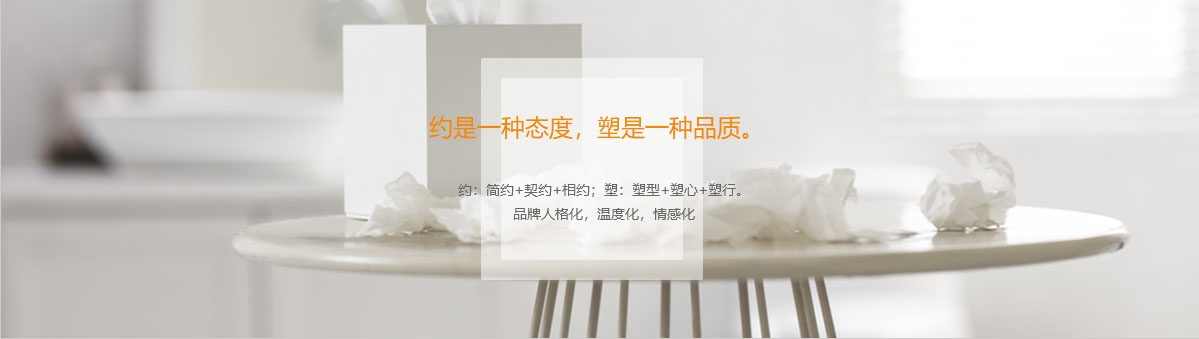 约是一种态度，塑是一种品质。
约：简约+契约+相约；塑：塑型+塑心+塑行。
品牌人格化，温度化，情感化